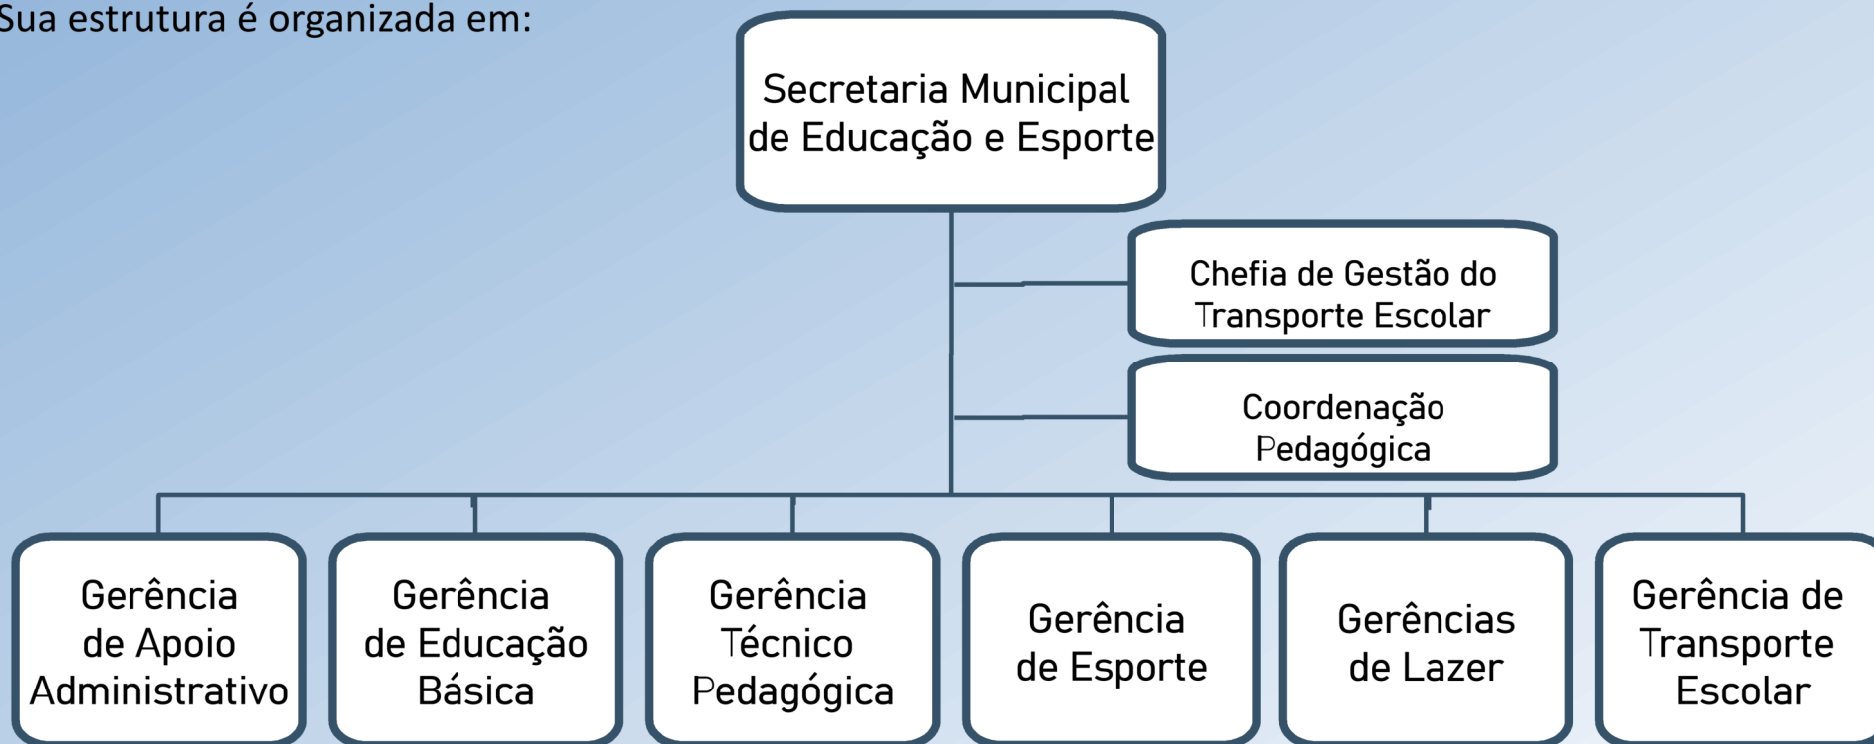 Sua estrutura é organizada em:
Secretaria Municipal
de Educação e Esporte
Chefia de Gestão do
Transporte Escolar
Coordenação
Pedagógica
Gerência
de Apoio
Administrativo
Gerência
de Educação
Básica
Gerência
Técnico
Pedagógica
Gerência
de Esporte
Gerências
de Lazer
Gerência de
Transporte
Escolar